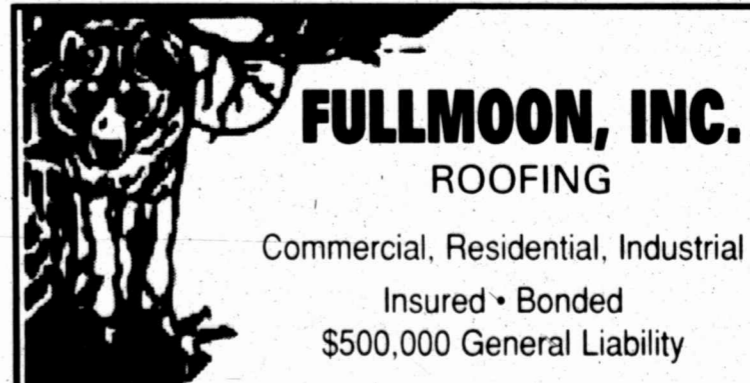 FULLMOON, INC.
ROOFING
Commercial, Residential, Industrial
Insured • Bonded
$500,000 General Liability